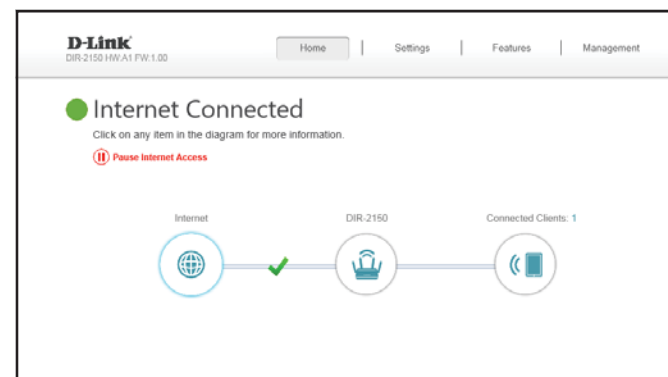 D-Link
DIR-2150 HW:A1 FW:1.00
Home | Settings | Features | Management
Internet Connected
Click on any item in the diagram for more information.
Pause Internet Access
Internet DIR-2150 Connected Clients: 1